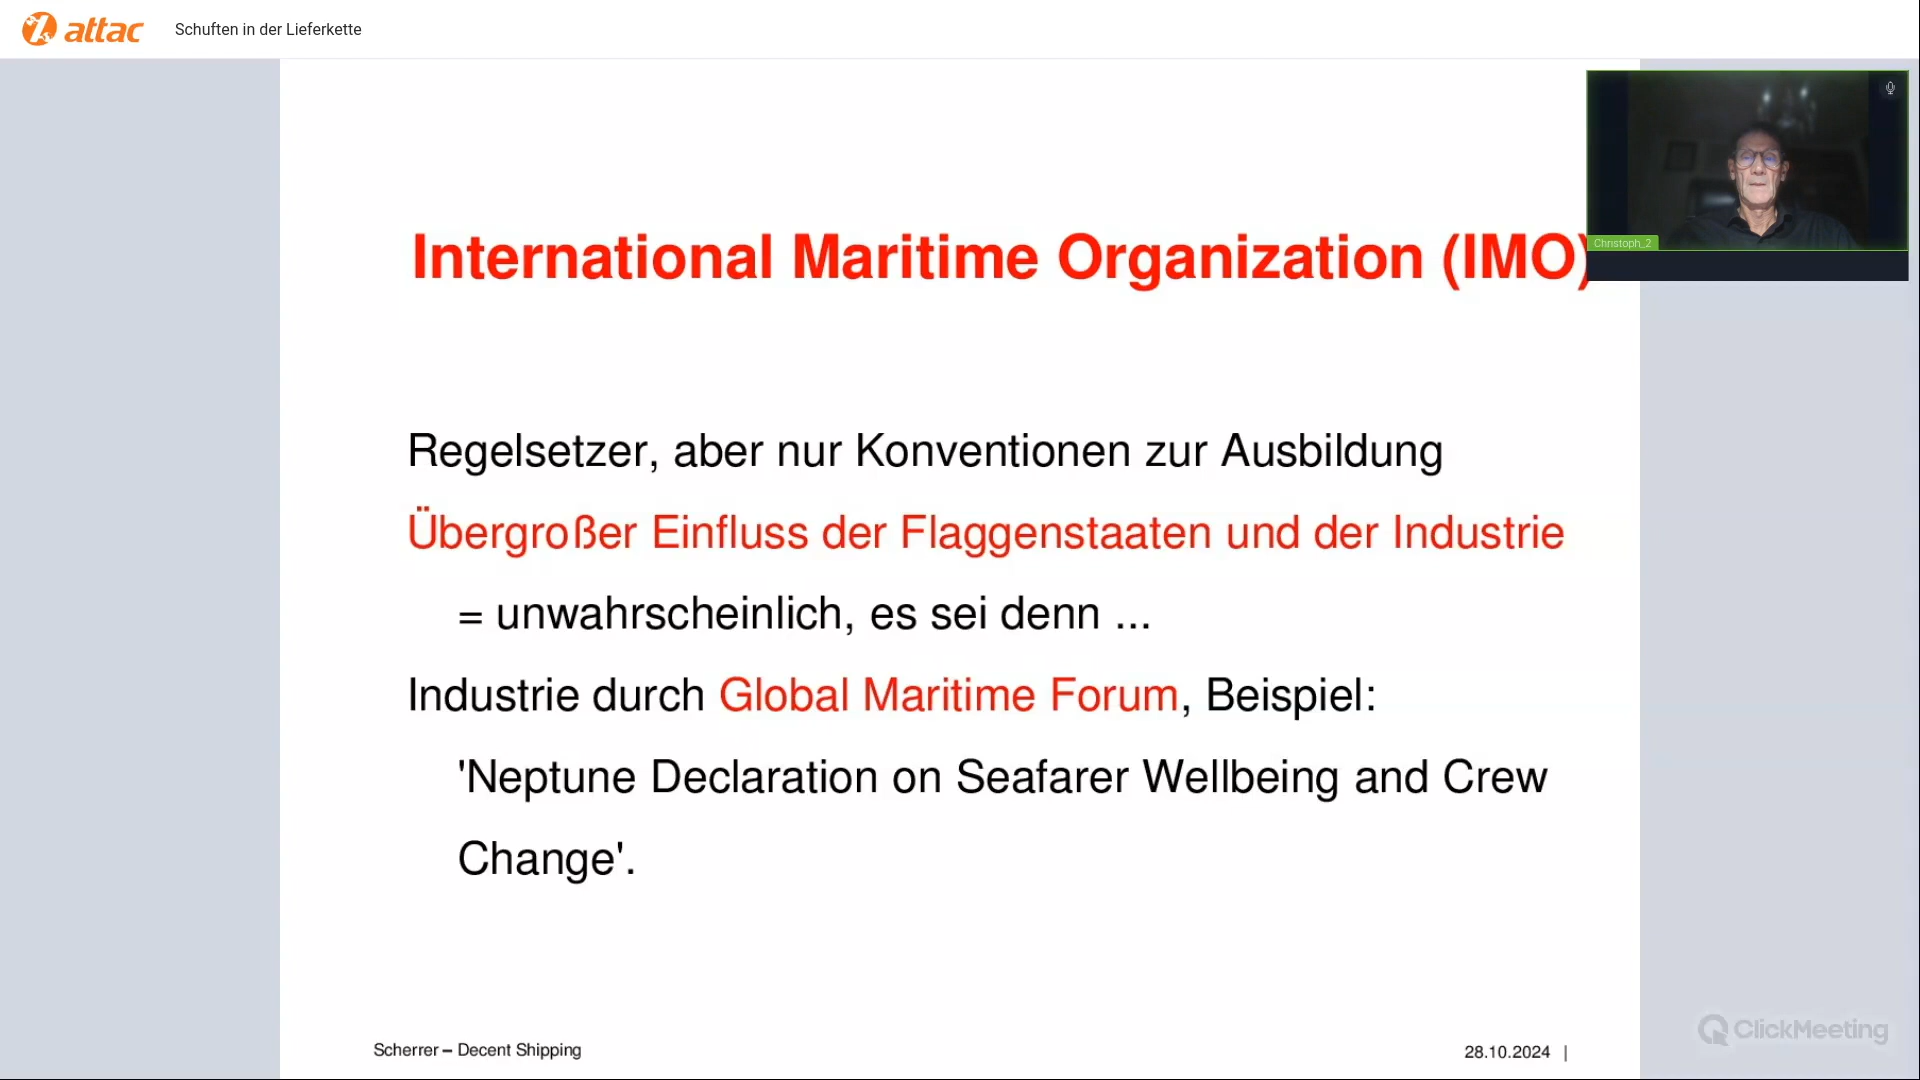 attac Schuften in der Lieferkette
Christoph_2
International Maritime Organization (IMO)
Regelsetzer, aber nur Konventionen zur Ausbildung
Übergroßer Einfluss der Flaggenstaaten und der Industrie
= unwahrscheinlich, es sei denn ...
Industrie durch Global Maritime Forum, Beispiel:
'Neptune Declaration on Seafarer Wellbeing and Crew
Change'.
Scherrer – Decent Shipping
28.10.2024 |
ClickMeeting